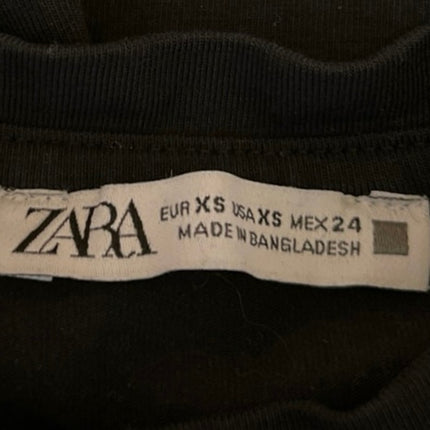 ZARA
EUR XS USA XS MEX 24
MADE IN BANGLADESH